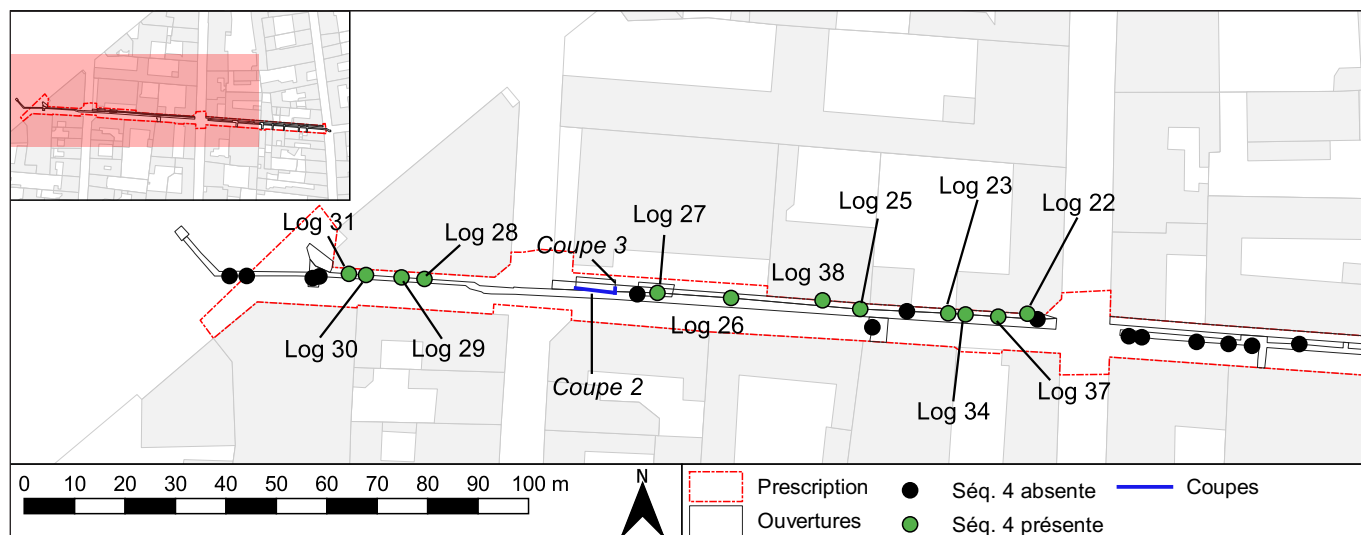 Log 31
Log 28
Coupe 3
Log 27
Log 25
Log 23
Log 22
Log 38
Log 30
Log 29
Coupe 2
Log 26
Log 34
Log 37
0 10 20 30 40 50 60 70 80 90 100 m
N
Prescription
Ouvertures
Séq. 4 absente
Séq. 4 présente
Coupes